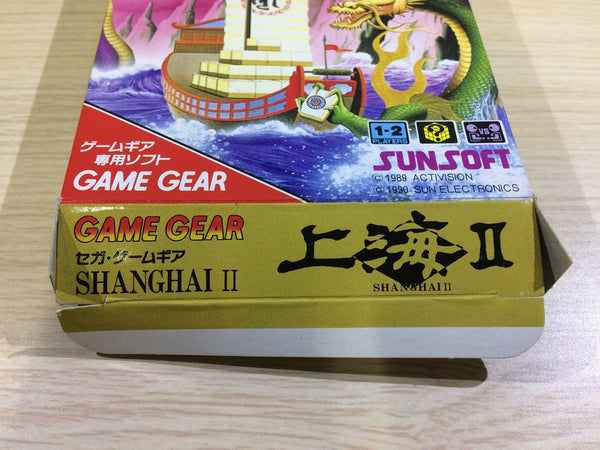 1-2
PLAYERS
VS
ゲームギア
専用ソフト
GAME GEAR
SUNSOFT
© 1989 ACTIVISION
© 1990 SUN ELECTRONICS
GAME GEAR
セガ・ゲームギア
SHANGHAI II
上海II
SHANGHAI II